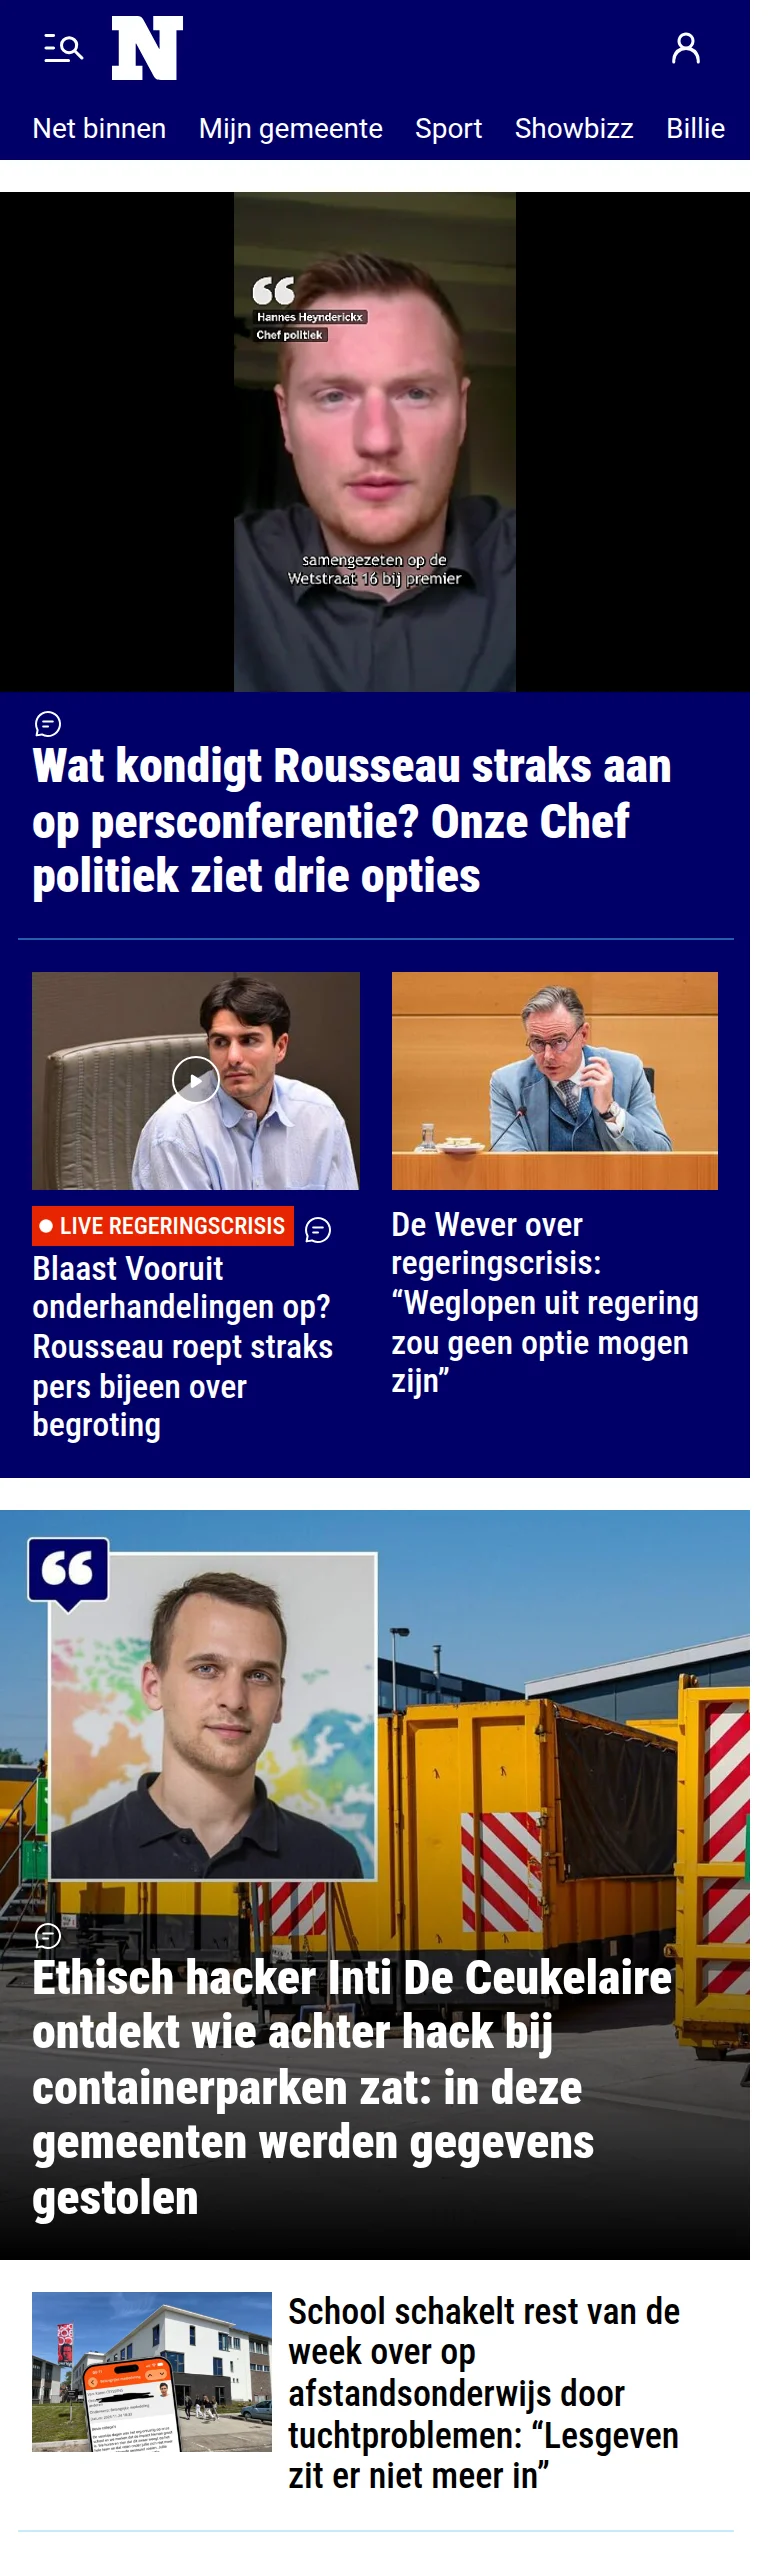 N
Net binnen Mijn gemeente Sport Showbizz Billie
Hannes Heynderickx
Chef politiek
samengezeten op de
Wetstraat 16 bij premier
Wat kondigt Rousseau straks aan
op persconferentie? Onze Chef
politiek ziet drie opties
LIVE REGERINGSCRISIS
Blaast Vooruit
onderhandelingen op?
Rousseau roept straks
pers bijeen over
begroting
De Wever over
regeringscrisis:
“Weglopen uit regering
zou geen optie mogen
zijn”
Ethisch hacker Inti De Ceukelaire
ontdekt wie achter hack bij
containerparken zat: in deze
gemeenten werden gegevens
gestolen
School schakelt rest van de
week over op
afstandsonderwijs door
tuchtproblemen: “Lesgeven
zit er niet meer in”